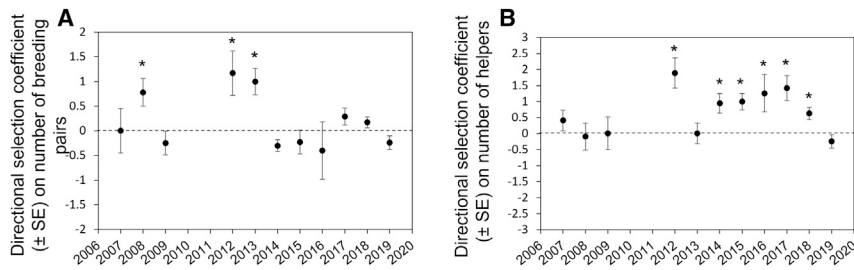 A
Directional selection coefficient
(± SE) on number of breeding
pairs
2
1.5
1
0.5
0
-0.5
-1
-1.5
-2
*
* *
2006 2007 2008 2009 2010 2011 2012 2013 2014 2015 2016 2017 2018 2019 2020
B
Directional selection coefficient
(± SE) on number of helpers
3
2.5
2
1.5
1
0.5
0
-0.5
-1
-1.5
-2
-2.5
-3
*
* * * * *
2006 2007 2008 2009 2010 2011 2012 2013 2014 2015 2016 2017 2018 2019 2020